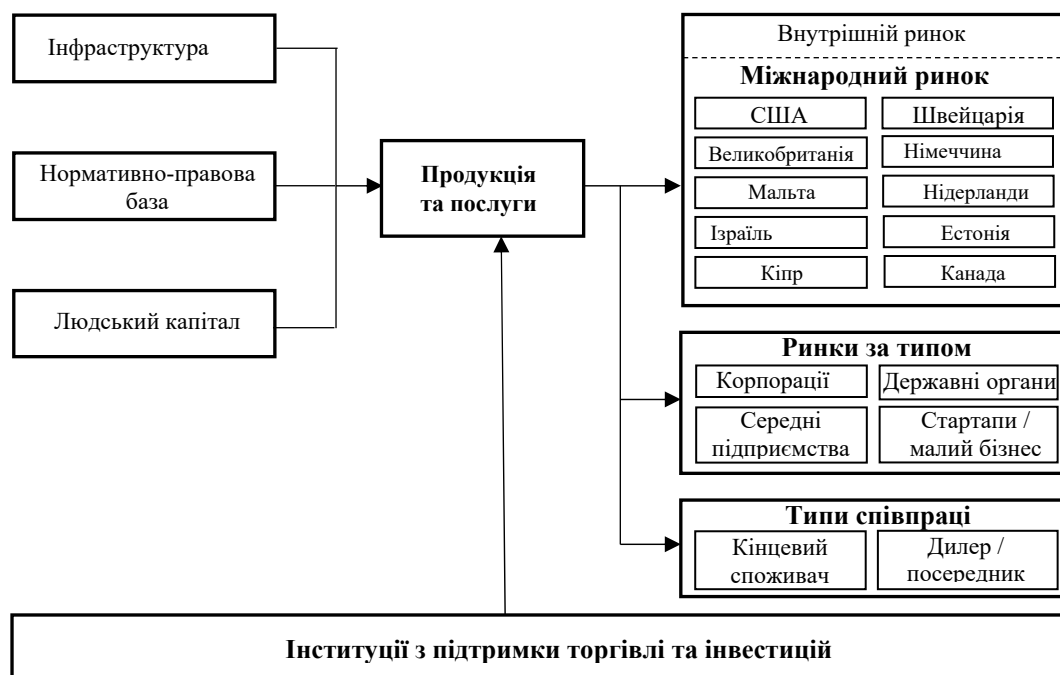 Інфраструктура
Нормативно-правова
база
Людський капітал
Продукція
та послуги
Внутрішній ринок
Міжнародний ринок
США
Швейцарія
Великобританія
Німеччина
Мальта
Нідерланди
Ізраїль
Естонія
Кіпр
Канада
Ринки за типом
Корпорації
Державні органи
Середні
підприємства
Стартапи /
малий бізнес
Типи співпраці
Кінцевий
споживач
Дилер /
посередник
Інституції з підтримки торгівлі та інвестицій